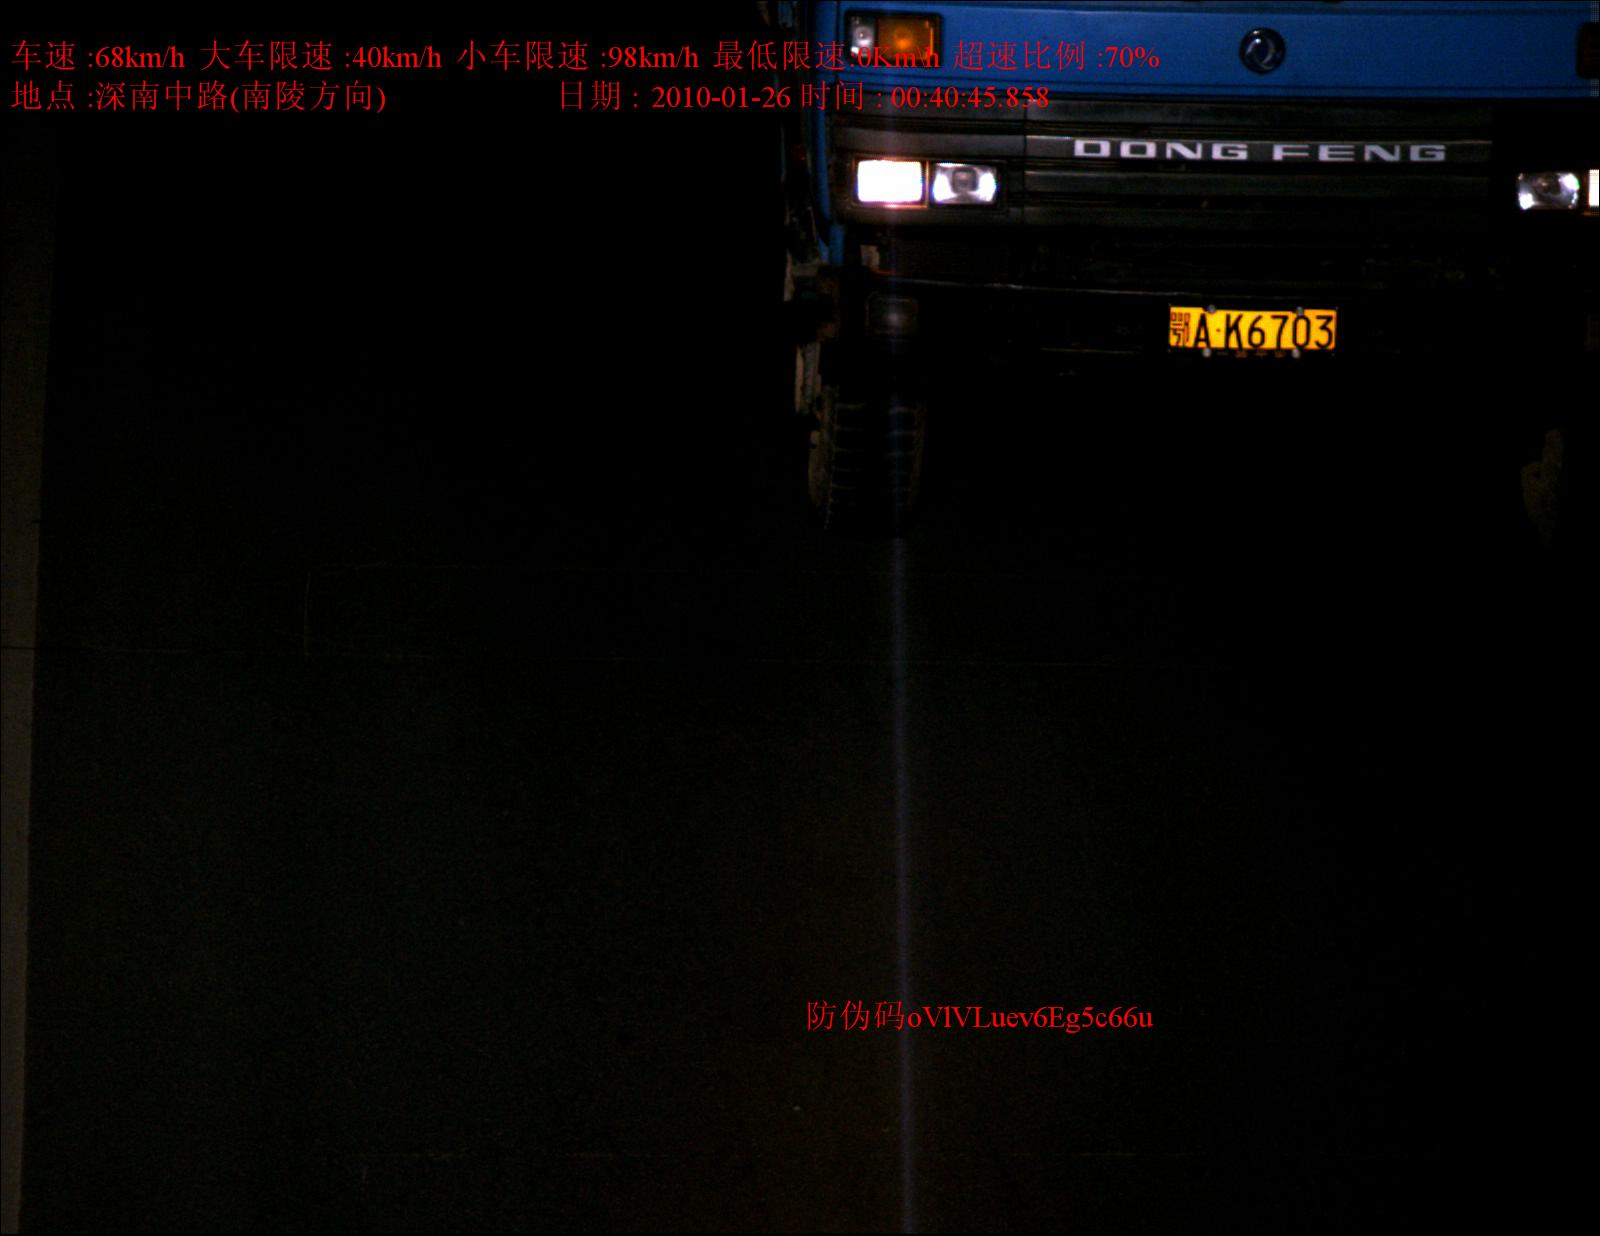 车速 :68km/h 大车限速 :40km/h 小车限速 :98km/h 最低限速:0Km\h 超速比例 :70%
地点 :深南中路(南陵方向) 日期 : 2010-01-26 时间 : 00:40:45.858
DONG FENG
鄂A·K6703
防伪码oVlVLuev6Eg5c66u